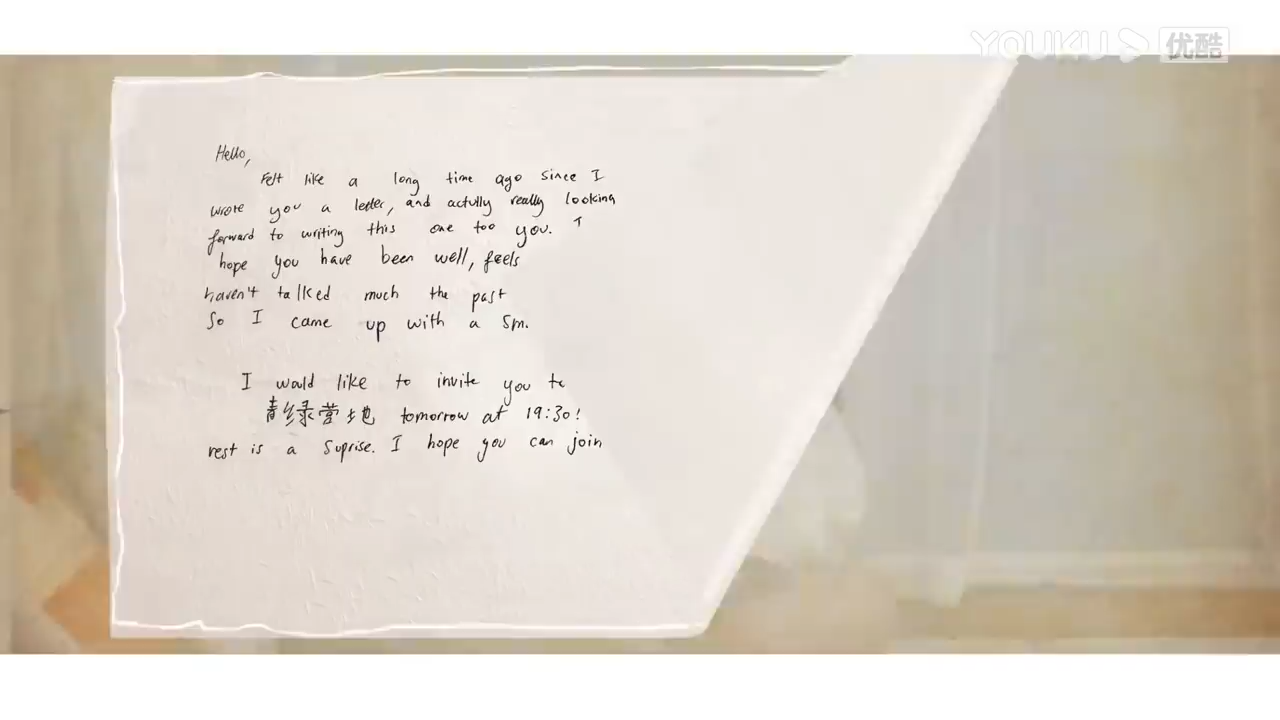 YOUKU 优酷
Hello,
Felt like a long time ago since I
wrote you a letter, and actully really looking
forward to writing this one too you. I
hope you have been well, feels
haven't talked much the past
So I came up with a sm.
I would like to invite you to
青绿营地 tomorrow at 19:30!
rest is a suprise. I hope you can join